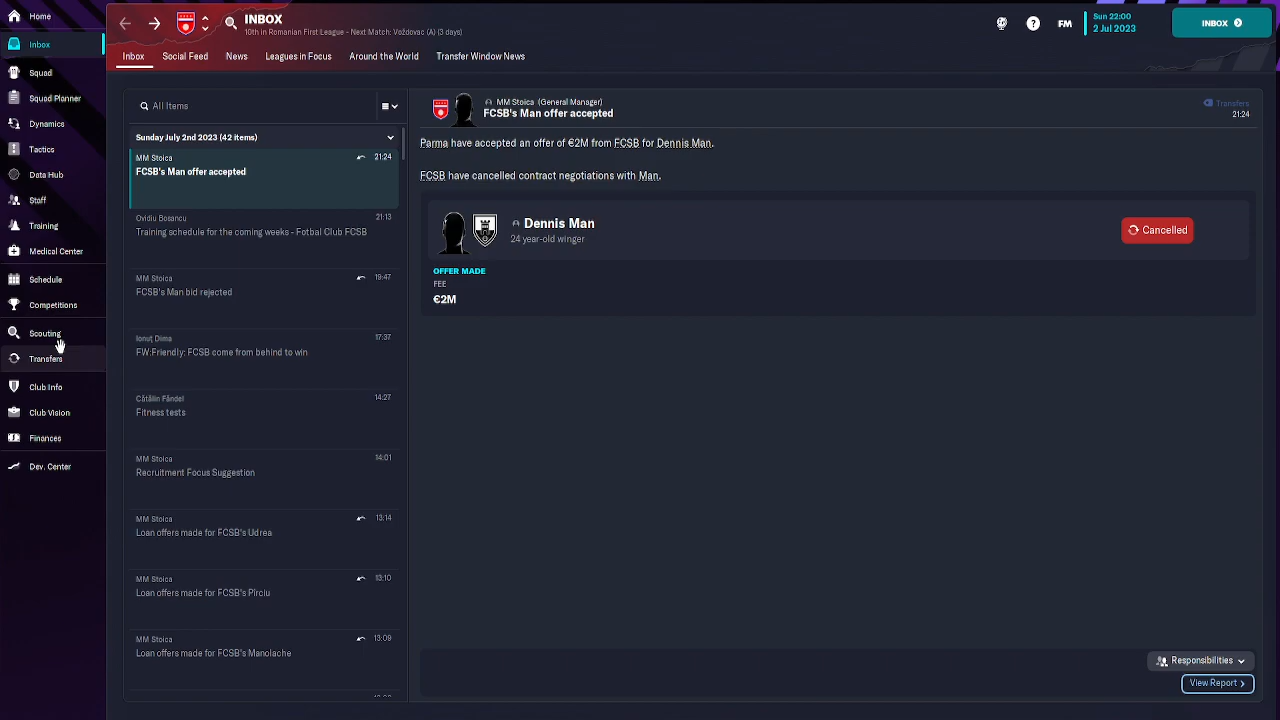 Home
Inbox
Squad
Squad Planner
Dynamics
Tactics
Data Hub
Staff
Training
Medical Center
Schedule
Competitions
Scouting
Transfers
Club Info
Club Vision
Finances
Dev. Center
INBOX
10th in Romanian First League - Next Match: Voždovac (A) (3 days)
FM
Sun 22:00
2 Jul 2023
INBOX
Inbox Social Feed News Leagues in Focus Around the World Transfer Window News
All Items
Sunday July 2nd 2023 (42 items)
MM Stoica 21:24
FCSB's Man offer accepted
Ovidiu Bosancu 21:13
Training schedule for the coming weeks - Fotbal Club FCSB
MM Stoica 19:47
FCSB's Man bid rejected
Ionuț Dima 17:37
FW:Friendly: FCSB come from behind to win
Cătălin Fândel 14:27
Fitness tests
MM Stoica 14:01
Recruitment Focus Suggestion
MM Stoica 13:14
Loan offers made for FCSB's Udrea
MM Stoica 13:10
Loan offers made for FCSB's Pîrciu
MM Stoica 13:09
Loan offers made for FCSB's Manolache
MM Stoica (General Manager)
FCSB's Man offer accepted
Transfers
21:24
Parma have accepted an offer of €2M from FCSB for Dennis Man.
FCSB have cancelled contract negotiations with Man.
Dennis Man
24 year-old winger
Cancelled
OFFER MADE
FEE
€2M
Responsibilities
View Report